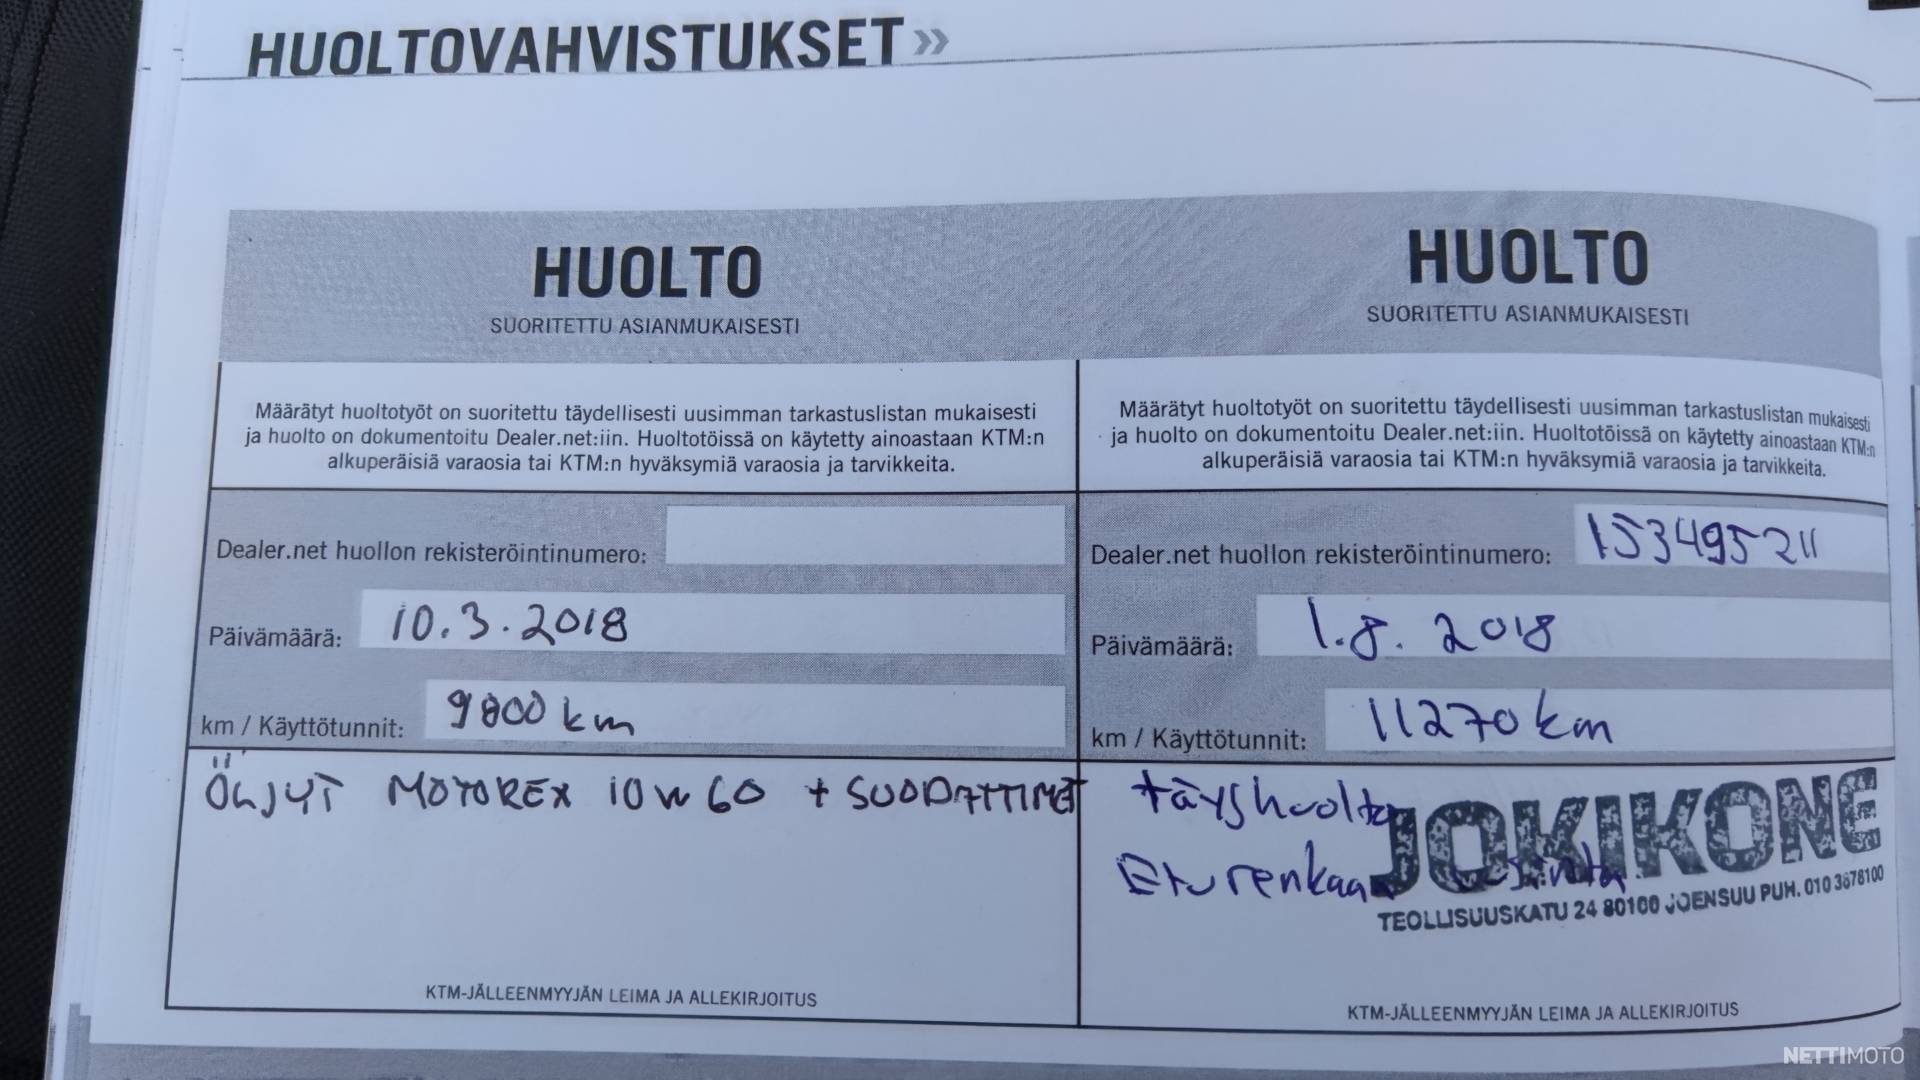 HUOLTOVAHVISTUKSET »
HUOLTO
SUORITETTU ASIANMUKAISESTI
Määrätyt huoltotyöt on suoritettu täydellisesti uusimman tarkastuslistan mukaisesti
ja huolto on dokumentoitu Dealer.net:iin. Huoltotöissä on käytetty ainoastaan KTM:n
alkuperäisiä varaosia tai KTM:n hyväksymiä varaosia ja tarvikkeita.
Dealer.net huollon rekisteröintinumero:
Päivämäärä: 10.3.2018
km / Käyttötunnit: 9800 km
ÖLJYT MOTOREX 10W60 + SUODATTIMET
KTM-JÄLLEENMYYJÄN LEIMA JA ALLEKIRJOITUS
HUOLTO
SUORITETTU ASIANMUKAISESTI
Määrätyt huoltotyöt on suoritettu täydellisesti uusimman tarkastuslistan mukaisesti
ja huolto on dokumentoitu Dealer.net:iin. Huoltotöissä on käytetty ainoastaan KTM:n
alkuperäisiä varaosia tai KTM:n hyväksymiä varaosia ja tarvikkeita.
Dealer.net huollon rekisteröintinumero: 153495211
Päivämäärä: 1.8.2018
km / Käyttötunnit: 11270 km
täyshuolto
Eturenkaan uusinta
JOKIKONE
TEOLLISUUSKATU 24 80100 JOENSUU PUH. 010 3878100
KTM-JÄLLEENMYYJÄN LEIMA JA ALLEKIRJOITUS
NETTIMOTO